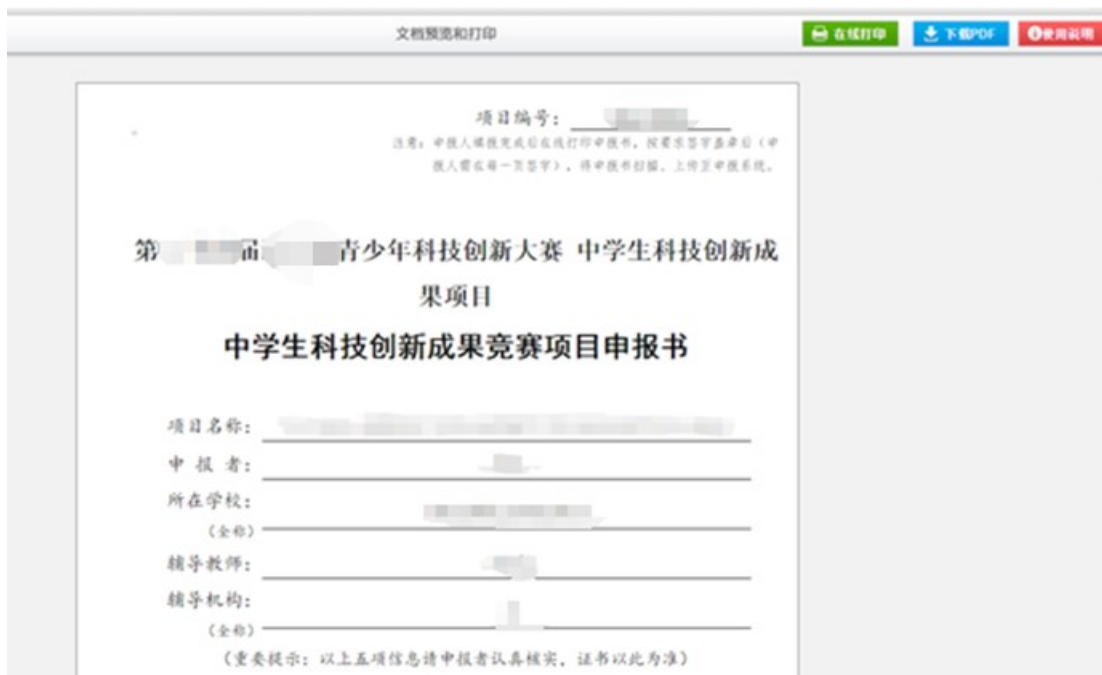 文档预览和打印
在线打印
下载PDF
使用说明
项目编号：
注意：申报人填报完成后在线打印申报书，按要求签字盖章后（申
报人需在每一页签字），将申报书扫描、上传至申报系统。
第 届 青少年科技创新大赛 中学生科技创新成
果项目
中学生科技创新成果竞赛项目申报书
项目名称：
申 报 者：
所在学校：
（全称）
辅导教师：
辅导机构：
（全称）
（重要提示：以上五项信息请申报者认真核实，证书以此为准）